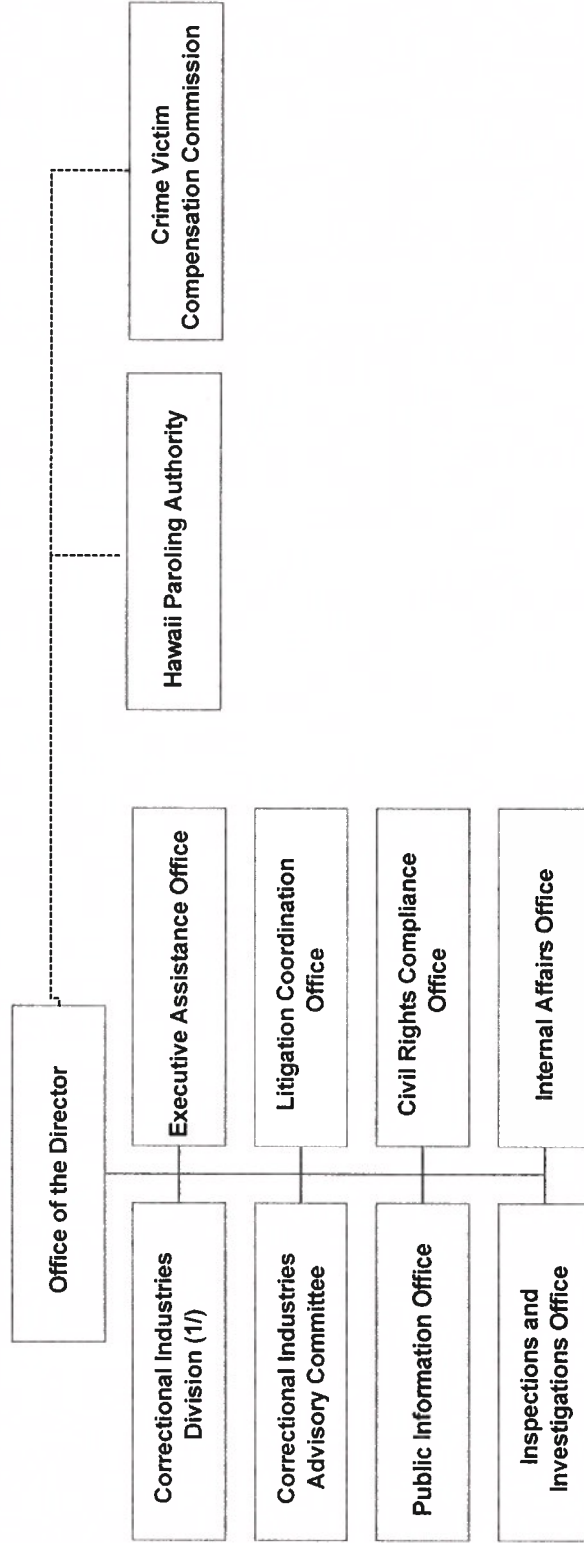 Office of the Director
Correctional Industries
Division (1/)
Executive Assistance Office
Correctional Industries
Advisory Committee
Litigation Coordination
Office
Public Information Office
Civil Rights Compliance
Office
Inspections and
Investigations Office
Internal Affairs Office
Hawaii Paroling Authority
Crime Victim
Compensation Commission